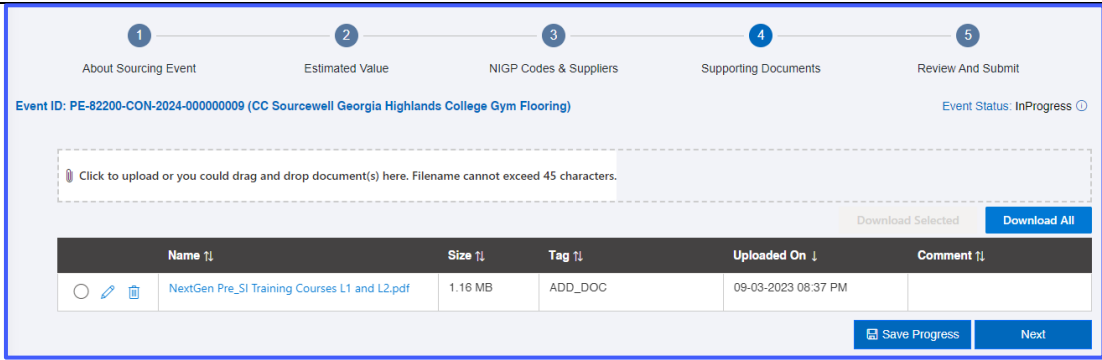 1 2 3 4 5
About Sourcing Event Estimated Value NIGP Codes & Suppliers Supporting Documents Review And Submit
Event ID: PE-82200-CON-2024-000000009 (CC Sourcewell Georgia Highlands College Gym Flooring) Event Status: InProgress
Click to upload or you could drag and drop document(s) here. Filename cannot exceed 45 characters.
Download Selected Download All
Name Size Tag Uploaded On Comment
NextGen Pre_SI Training Courses L1 and L2.pdf 1.16 MB ADD_DOC 09-03-2023 08:37 PM
Save Progress Next